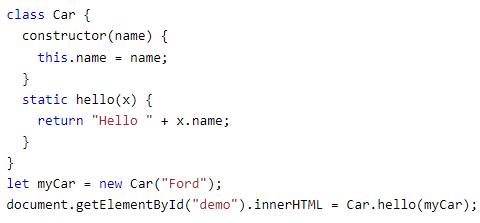 class Car {
  constructor(name) {
    this.name = name;
  }
  static hello(x) {
    return "Hello " + x.name;
  }
}
let myCar = new Car("Ford");
document.getElementById("demo").innerHTML = Car.hello(myCar);